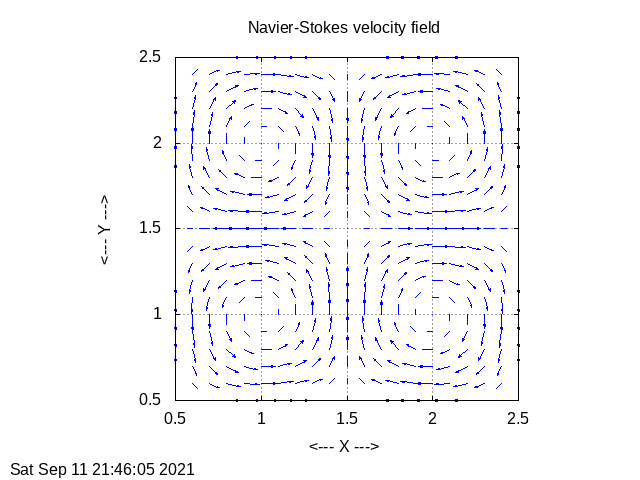 Navier-Stokes velocity field
2.5
2
1.5
1
0.5
<--- Y --->
0.5 1 1.5 2 2.5
<--- X --->
Sat Sep 11 21:46:05 2021